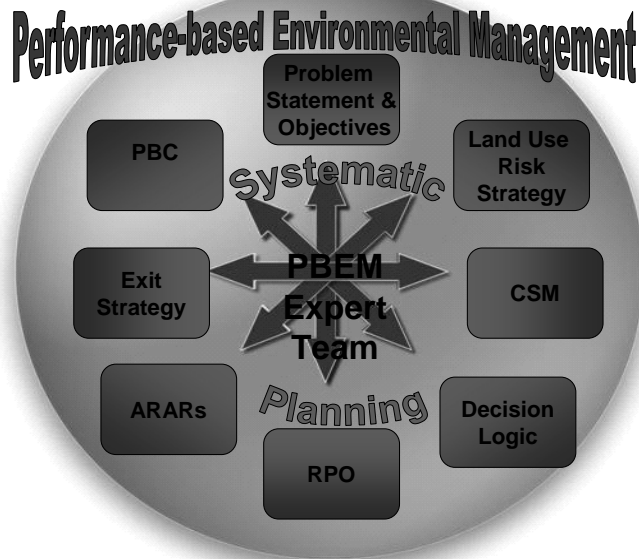 Performance-based Environmental Management
Problem
Statement &
Objectives
PBC
Land Use
Risk
Strategy
Systematic
Exit
Strategy
PBEM
Expert
Team
CSM
ARARs
Planning
Decision
Logic
RPO